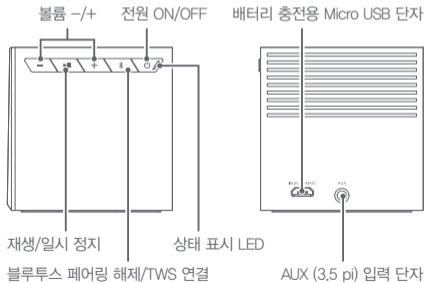 볼륨 -/+
전원 ON/OFF
배터리 충전용 Micro USB 단자
AUX
재생/일시 정지
상태 표시 LED
블루투스 페어링 해제/TWS 연결
AUX (3.5 pi) 입력 단자